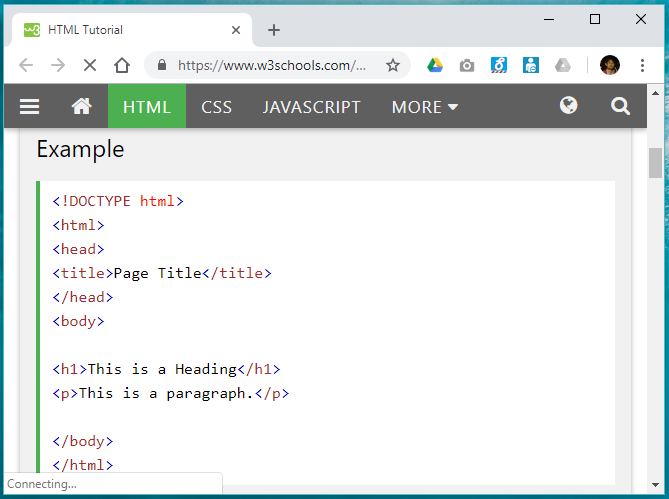 w3
HTML Tutorial
https://www.w3schools.com/...
HTML CSS JAVASCRIPT MORE
Example
<!DOCTYPE html>
<html>
<head>
<title>Page Title</title>
</head>
<body>
<h1>This is a Heading</h1>
<p>This is a paragraph.</p>
</body>
</html>
Connecting...